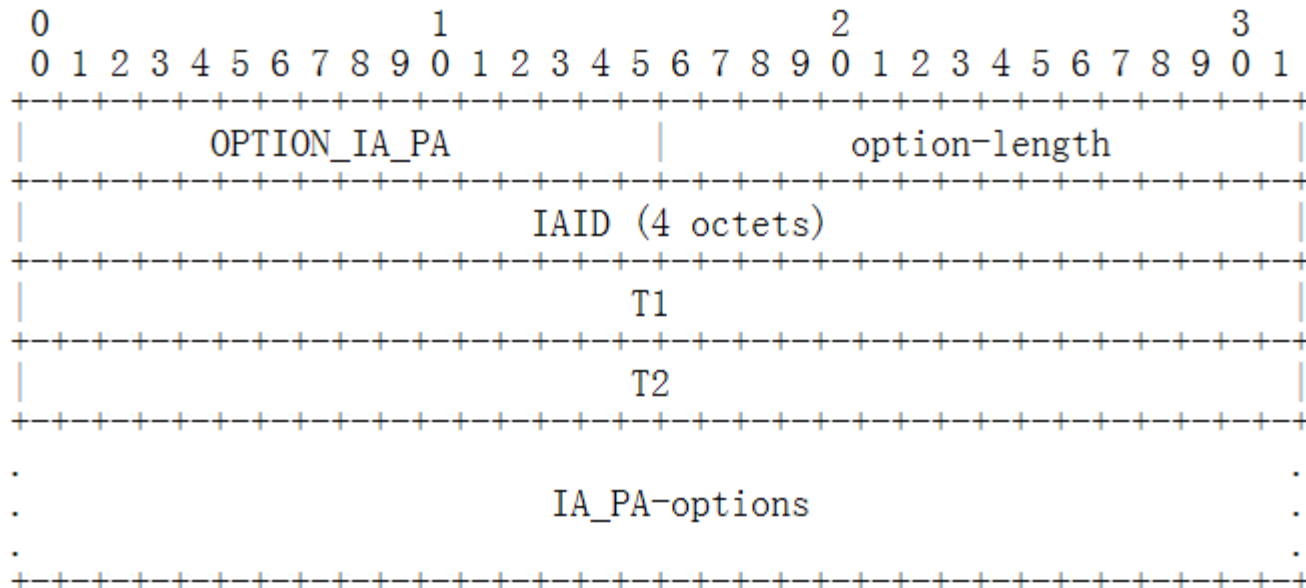 0                   1                   2                   3
0 1 2 3 4 5 6 7 8 9 0 1 2 3 4 5 6 7 8 9 0 1 2 3 4 5 6 7 8 9 0 1
+-+-+-+-+-+-+-+-+-+-+-+-+-+-+-+-+-+-+-+-+-+-+-+-+-+-+-+-+-+-+-+-+
|         OPTION_IA_PA          |         option-length         |
+-+-+-+-+-+-+-+-+-+-+-+-+-+-+-+-+-+-+-+-+-+-+-+-+-+-+-+-+-+-+-+-+
|                         IAID (4 octets)                       |
+-+-+-+-+-+-+-+-+-+-+-+-+-+-+-+-+-+-+-+-+-+-+-+-+-+-+-+-+-+-+-+-+
|                              T1                               |
+-+-+-+-+-+-+-+-+-+-+-+-+-+-+-+-+-+-+-+-+-+-+-+-+-+-+-+-+-+-+-+-+
|                              T2                               |
+-+-+-+-+-+-+-+-+-+-+-+-+-+-+-+-+-+-+-+-+-+-+-+-+-+-+-+-+-+-+-+-+
.                                                               .
.                          IA_PA-options                        .
.                                                               .
+-+-+-+-+-+-+-+-+-+-+-+-+-+-+-+-+-+-+-+-+-+-+-+-+-+-+-+-+-+-+-+-+